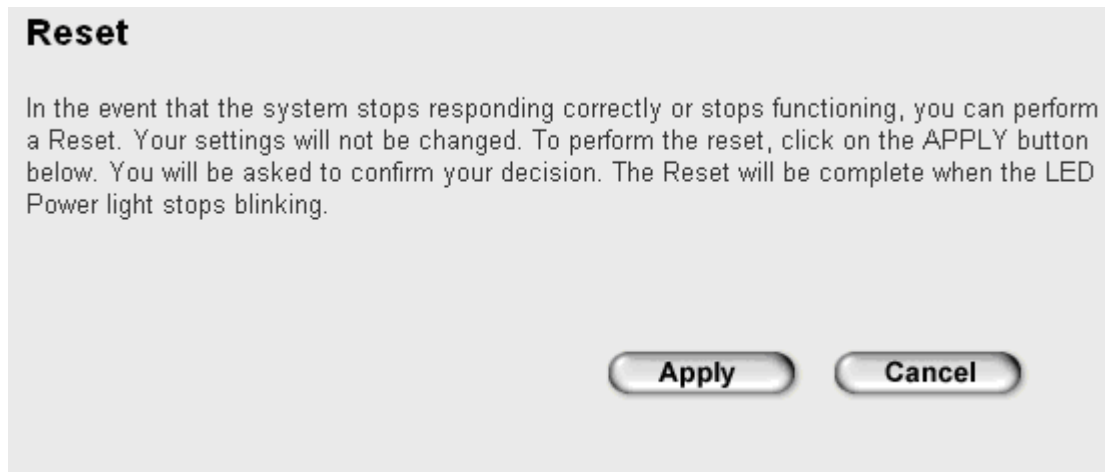 Reset
In the event that the system stops responding correctly or stops functioning, you can perform
a Reset. Your settings will not be changed. To perform the reset, click on the APPLY button
below. You will be asked to confirm your decision. The Reset will be complete when the LED
Power light stops blinking.
Apply Cancel